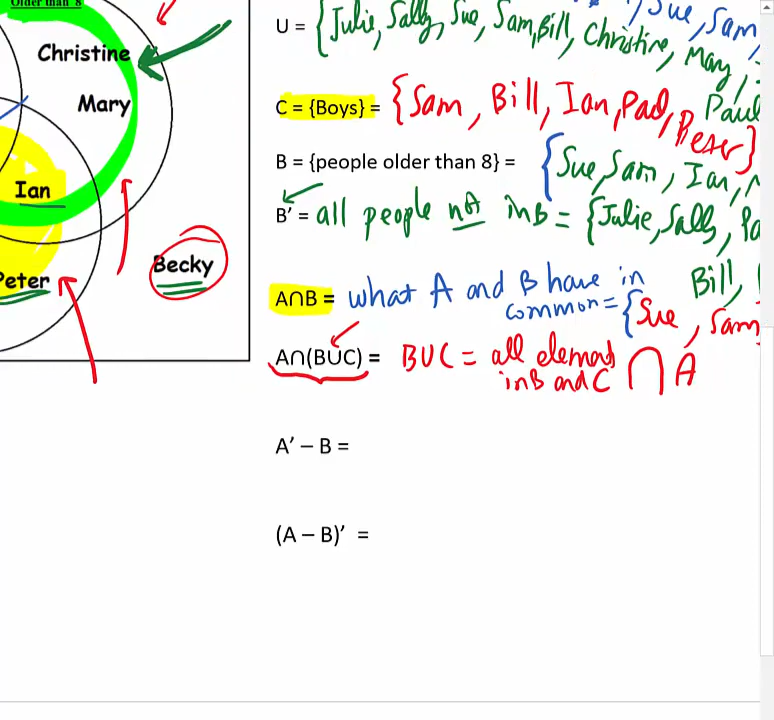 Older than 8
Christine
Mary
Ian
Peter
Becky
Sue, Sam,
U = {Julie, Sally, Sue, Sam, Bill, Christine, Mary,
C = {Boys} = {Sam, Bill, Ian, Paul, Peter}
Paul
B = {people older than 8} = {Sue, Sam, Ian,
B′ = all people not in B = {Julie, Sally,
Bill,
A∩B = what A and B have in
common = {Sue, Sam
A∩(BUC) = BUC = all elements
in B and C ∩ A
A′ – B =
(A – B)′ =